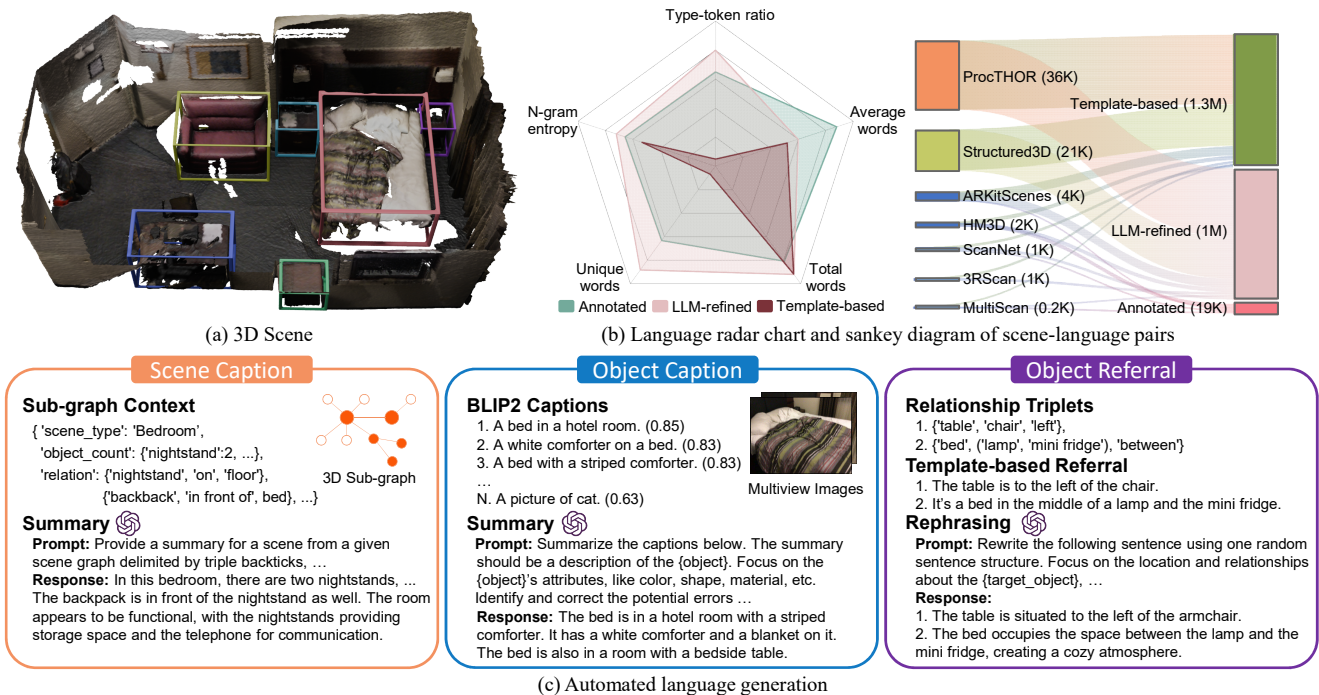 Type-token ratio
N-gram
entropy
Average
words
Unique
words
Total
words
Annotated LLM-refined Template-based
ProcTHOR (36K)
Structured3D (21K)
ARKitScenes (4K)
HM3D (2K)
ScanNet (1K)
3RScan (1K)
MultiScan (0.2K)
Template-based (1.3M)
LLM-refined (1M)
Annotated (19K)
(a) 3D Scene
(b) Language radar chart and sankey diagram of scene-language pairs
Scene Caption
Sub-graph Context
{ 'scene_type': 'Bedroom',
'object_count': {'nightstand':2, ...},
'relation': {'nightstand', 'on', 'floor'},
{'backback', 'in front of', bed}, ...}
3D Sub-graph
Summary
Prompt: Provide a summary for a scene from a given
scene graph delimited by triple backticks, …
Response: In this bedroom, there are two nightstands, ...
The backpack is in front of the nightstand as well. The room
appears to be functional, with the nightstands providing
storage space and the telephone for communication.
Object Caption
BLIP2 Captions
1. A bed in a hotel room. (0.85)
2. A white comforter on a bed. (0.83)
3. A bed with a striped comforter. (0.83)
…
N. A picture of cat. (0.63)
Multiview Images
Summary
Prompt: Summarize the captions below. The summary
should be a description of the {object}. Focus on the
{object}'s attributes, like color, shape, material, etc.
Identify and correct the potential errors …
Response: The bed is in a hotel room with a striped
comforter. It has a white comforter and a blanket on it.
The bed is also in a room with a bedside table.
Object Referral
Relationship Triplets
1. {'table', 'chair', 'left'},
2. {'bed', ('lamp', 'mini fridge'), 'between'}
Template-based Referral
1. The table is to the left of the chair.
2. It's a bed in the middle of a lamp and the mini fridge.
Rephrasing
Prompt: Rewrite the following sentence using one random
sentence structure. Focus on the location and relationships
about the {target_object}, …
Response:
1. The table is situated to the left of the armchair.
2. The bed occupies the space between the lamp and the
mini fridge, creating a cozy atmosphere.
(c) Automated language generation